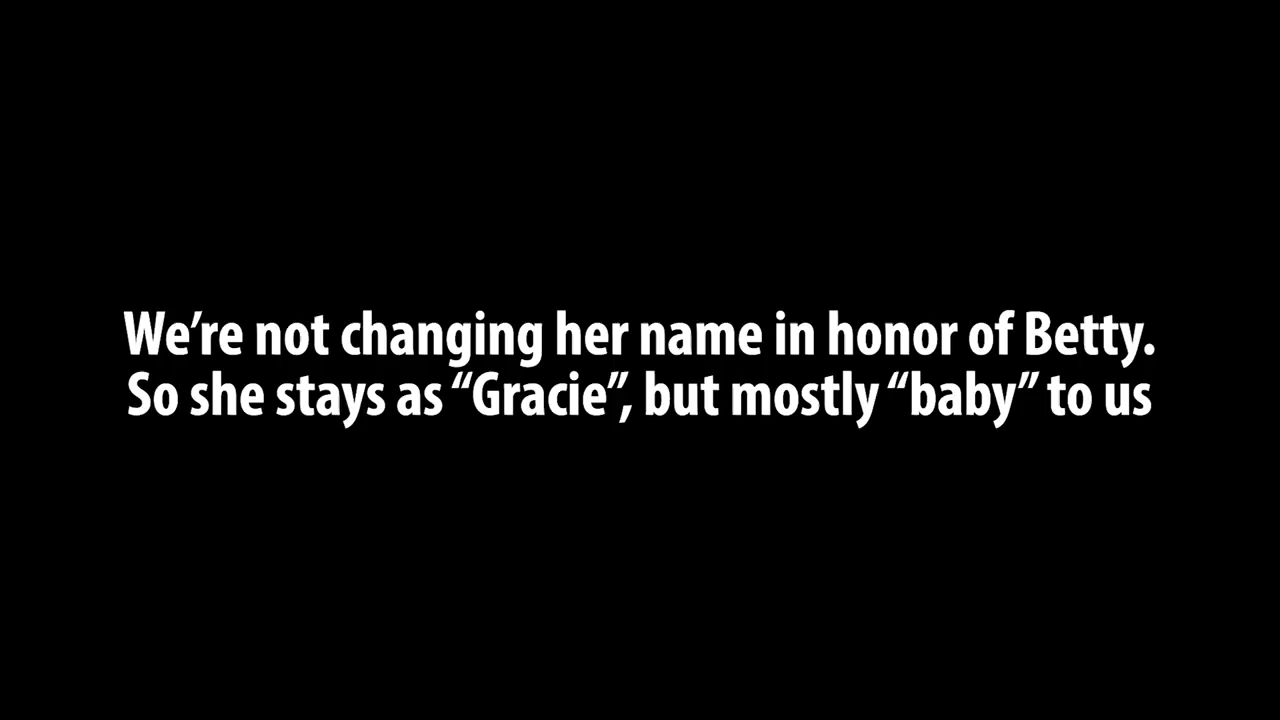 We’re not changing her name in honor of Betty.
So she stays as “Gracie”, but mostly “baby” to us